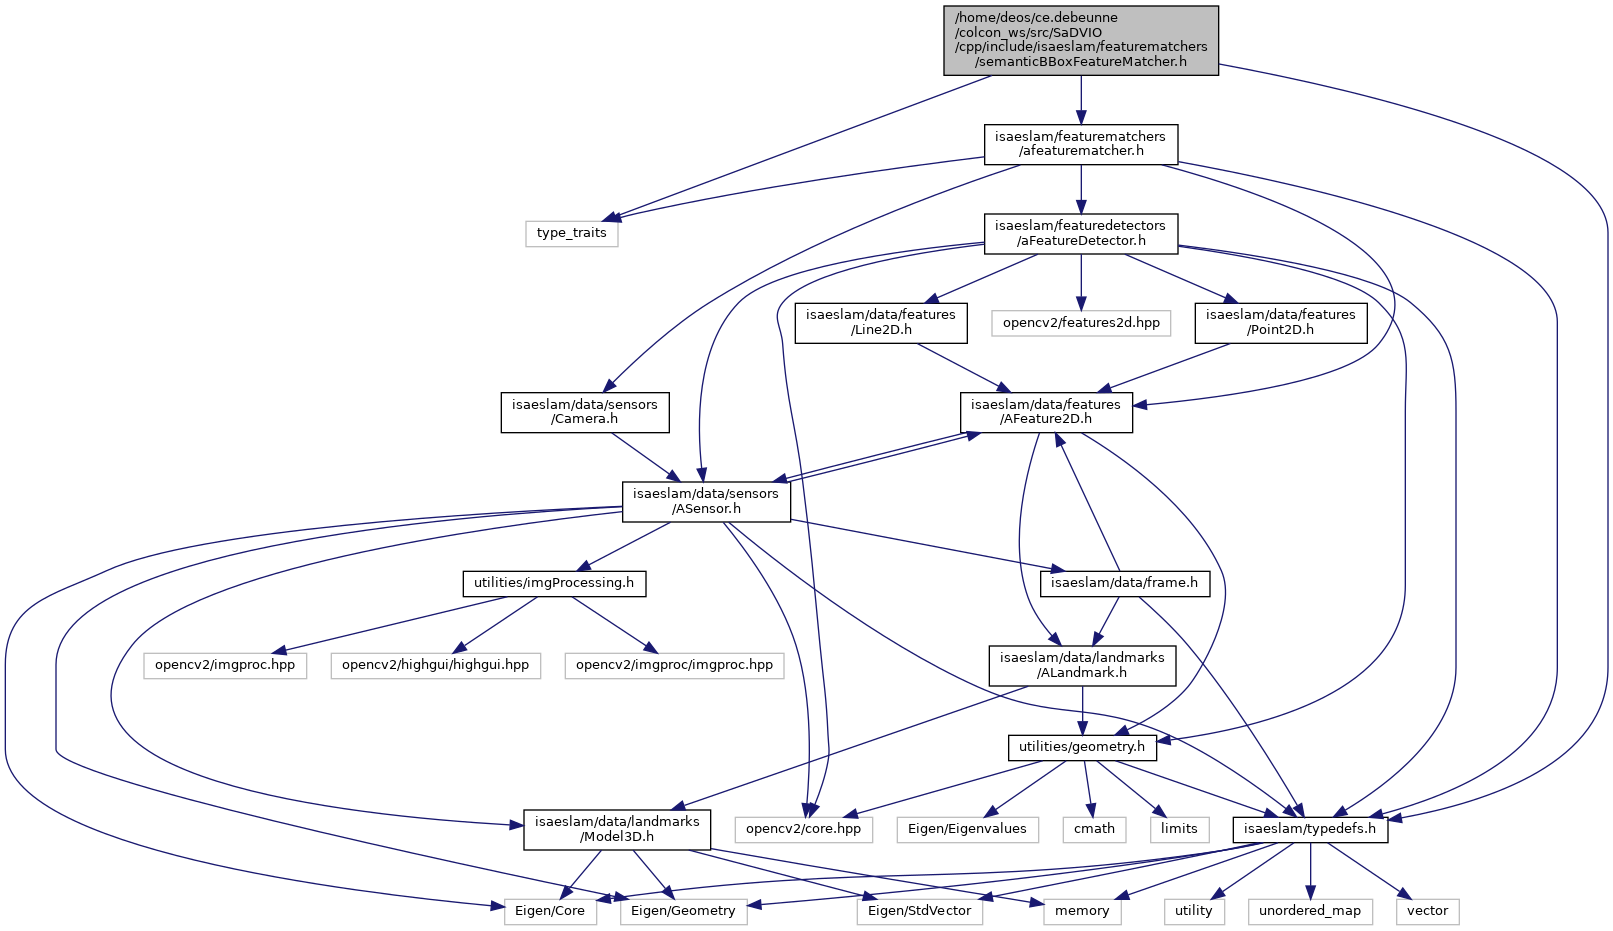 /home/deos/ce.debeunne
/colcon_ws/src/SaDVIO
/cpp/include/isaeslam/featurematchers
/semanticBBoxFeatureMatcher.h
isaeslam/featurematchers
/afeaturematcher.h
type_traits
isaeslam/featuredetectors
/aFeatureDetector.h
isaeslam/data/features
/Line2D.h
opencv2/features2d.hpp
isaeslam/data/features
/Point2D.h
isaeslam/data/sensors
/Camera.h
isaeslam/data/features
/AFeature2D.h
isaeslam/data/sensors
/ASensor.h
utilities/imgProcessing.h
isaeslam/data/frame.h
opencv2/imgproc.hpp
opencv2/highgui/highgui.hpp
opencv2/imgproc/imgproc.hpp
isaeslam/data/landmarks
/ALandmark.h
utilities/geometry.h
isaeslam/data/landmarks
/Model3D.h
opencv2/core.hpp
Eigen/Eigenvalues
cmath
limits
isaeslam/typedefs.h
Eigen/Core
Eigen/Geometry
Eigen/StdVector
memory
utility
unordered_map
vector